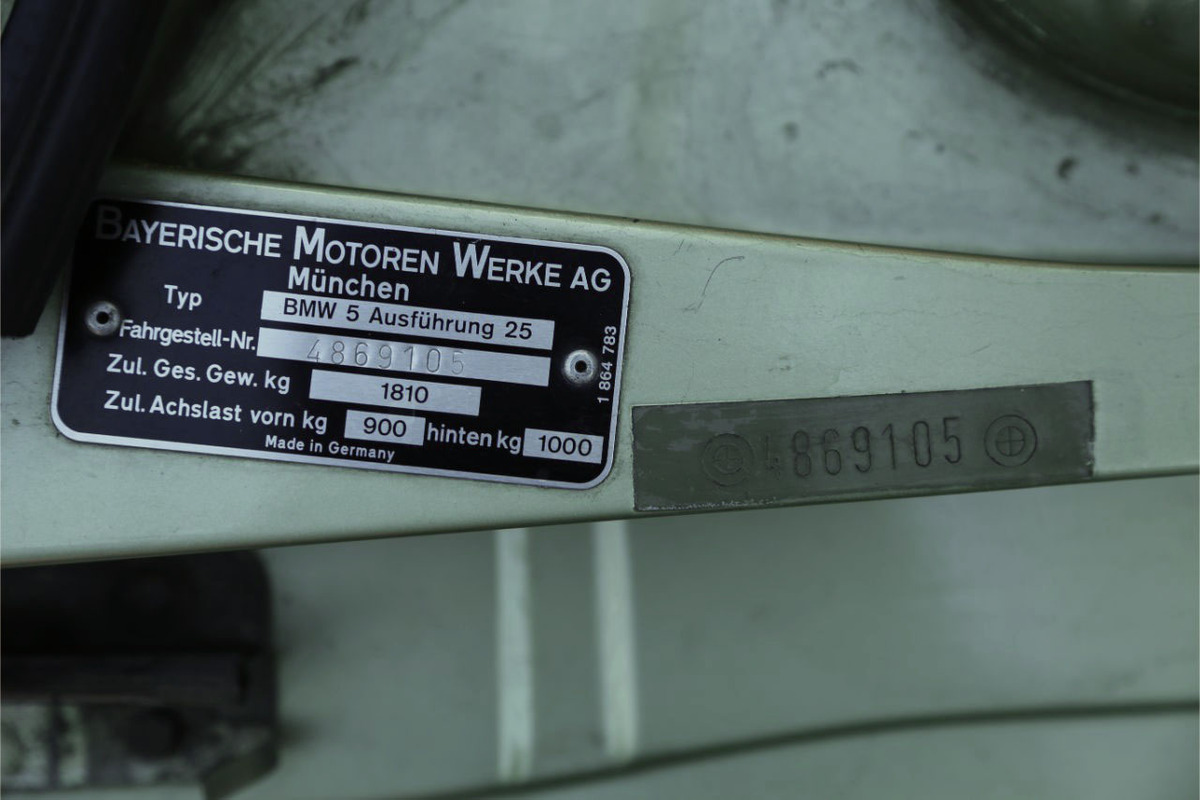 BAYERISCHE MOTOREN WERKE AG
München
Typ BMW 5 Ausführung 25
Fahrgestell-Nr. 4869105
Zul. Ges. Gew. kg 1810
Zul. Achslast vorn kg 900 hinten kg 1000
Made in Germany
1 864 783
4869105